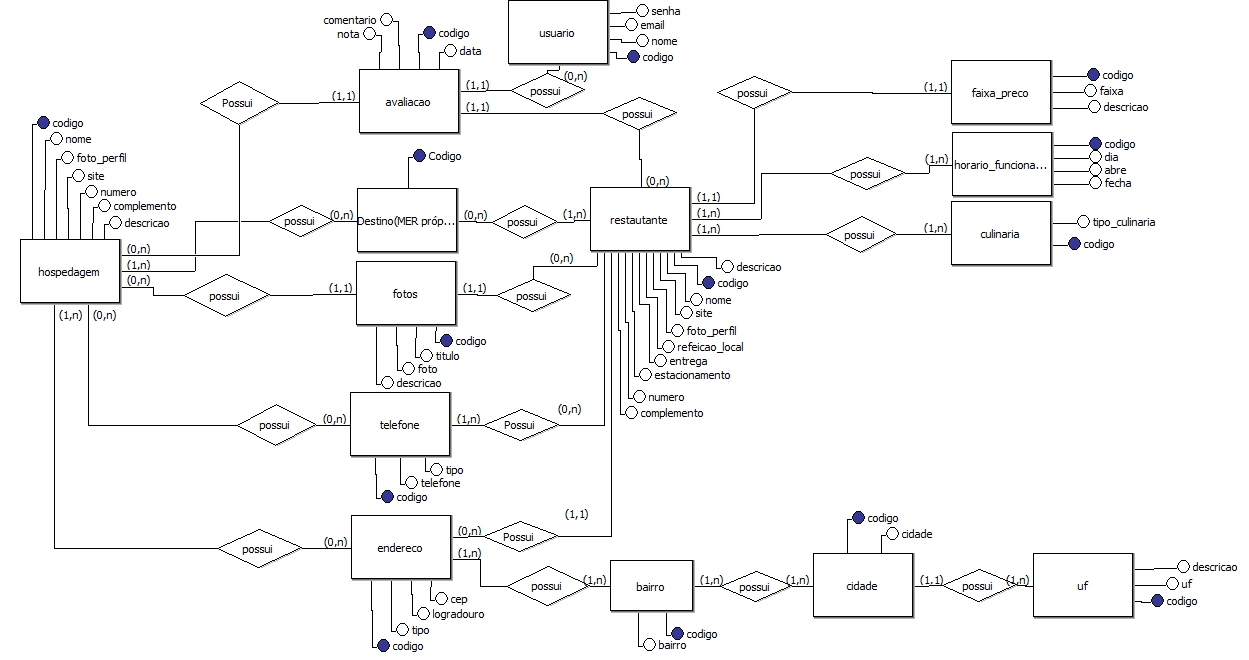 comentario
nota
codigo
data
avaliacao
usuario
senha
email
nome
codigo
(0,n)
(1,1)
possui
(1,1)
possui
(0,n)
Possui
(1,1)
possui
(1,1)
faixa_preco
codigo
faixa
descricao
possui
(1,n)
horario_funciona...
codigo
dia
abre
fecha
possui
(1,n)
culinaria
tipo_culinaria
codigo
codigo
nome
foto_perfil
site
numero
complemento
descricao
hospedagem
(0,n)
(1,n)
(0,n)
(1,n)
(0,n)
Codigo
possui
(0,n)
Destino(MER próp...
(0,n)
possui
(1,n)
restautante
(1,1)
(1,n)
(1,n)
possui
(1,1)
fotos
(1,1)
possui
(0,n)
codigo
titulo
foto
descricao
descricao
codigo
nome
site
foto_perfil
refeicao_local
entrega
estacionamento
numero
complemento
possui
(0,n)
telefone
(1,n)
Possui
(0,n)
tipo
telefone
codigo
possui
(0,n)
endereco
(0,n)
Possui
(1,1)
(1,n)
possui
(1,n)
cep
logradouro
tipo
codigo
bairro
codigo
bairro
(1,n)
possui
(1,n)
cidade
codigo
cidade
(1,1)
possui
(1,n)
uf
descricao
uf
codigo